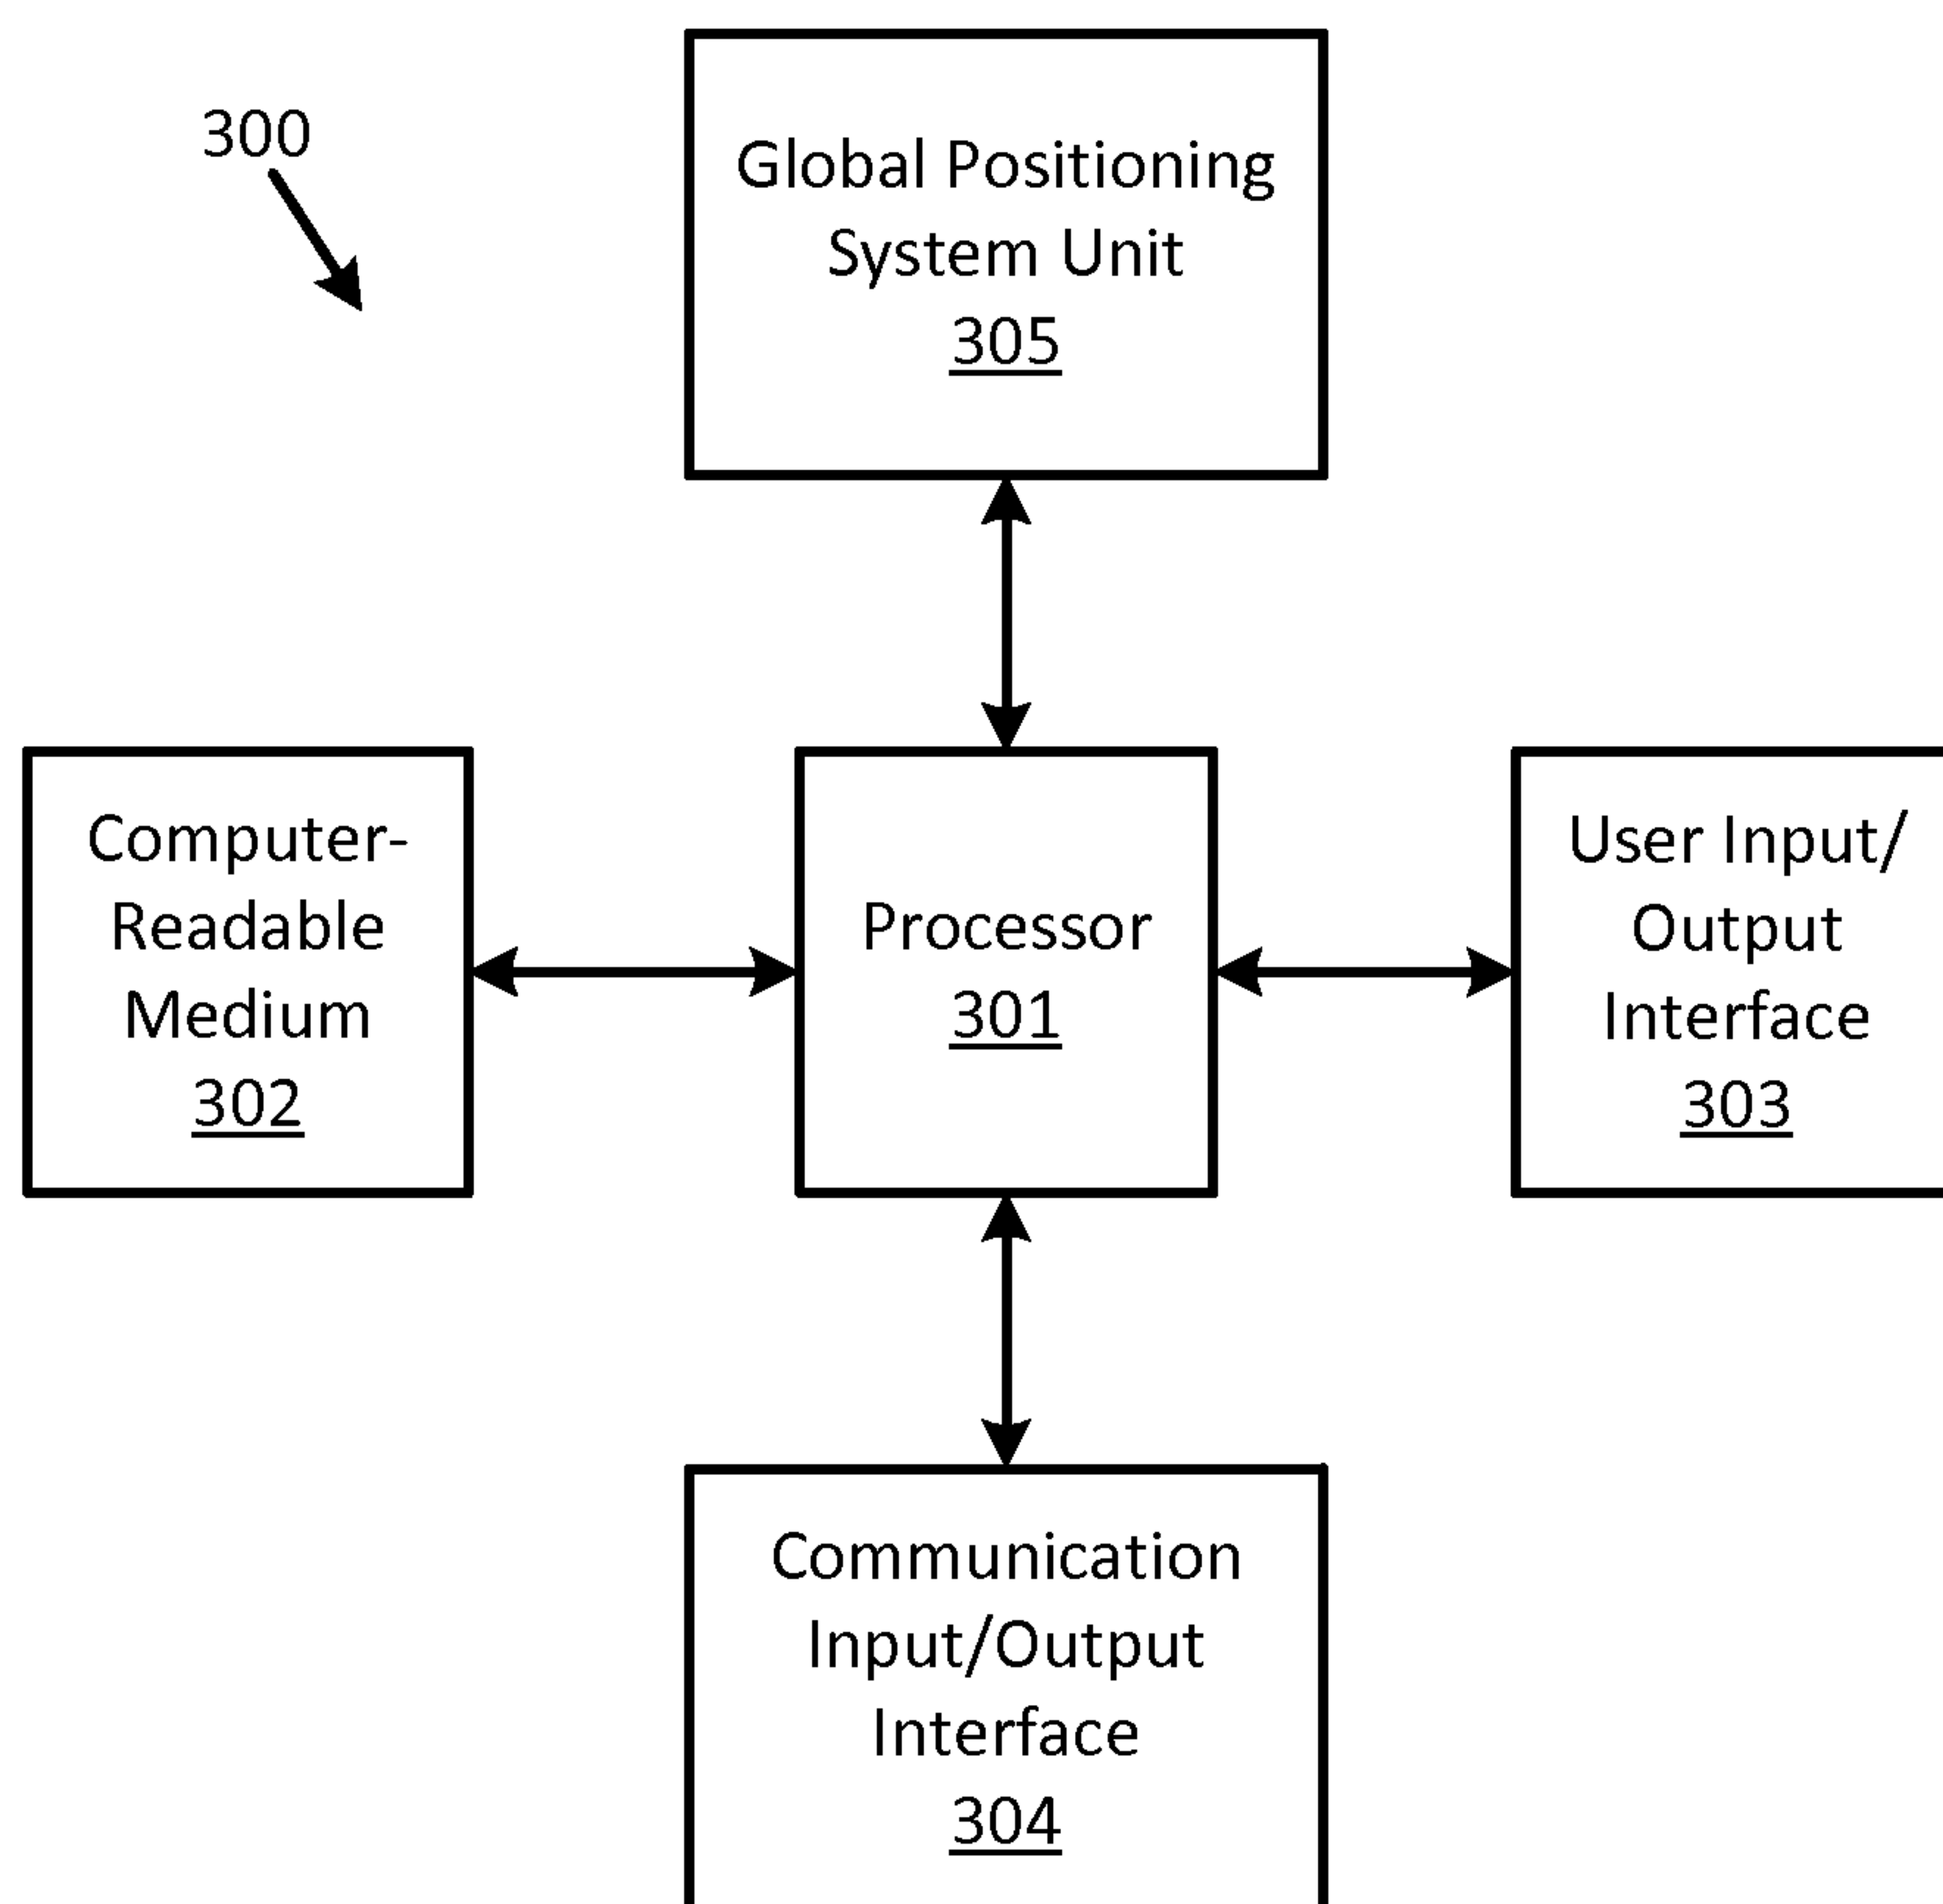 300
Global Positioning
System Unit
305
Computer-
Readable
Medium
302
Processor
301
User Input/
Output
Interface
303
Communication
Input/Output
Interface
304